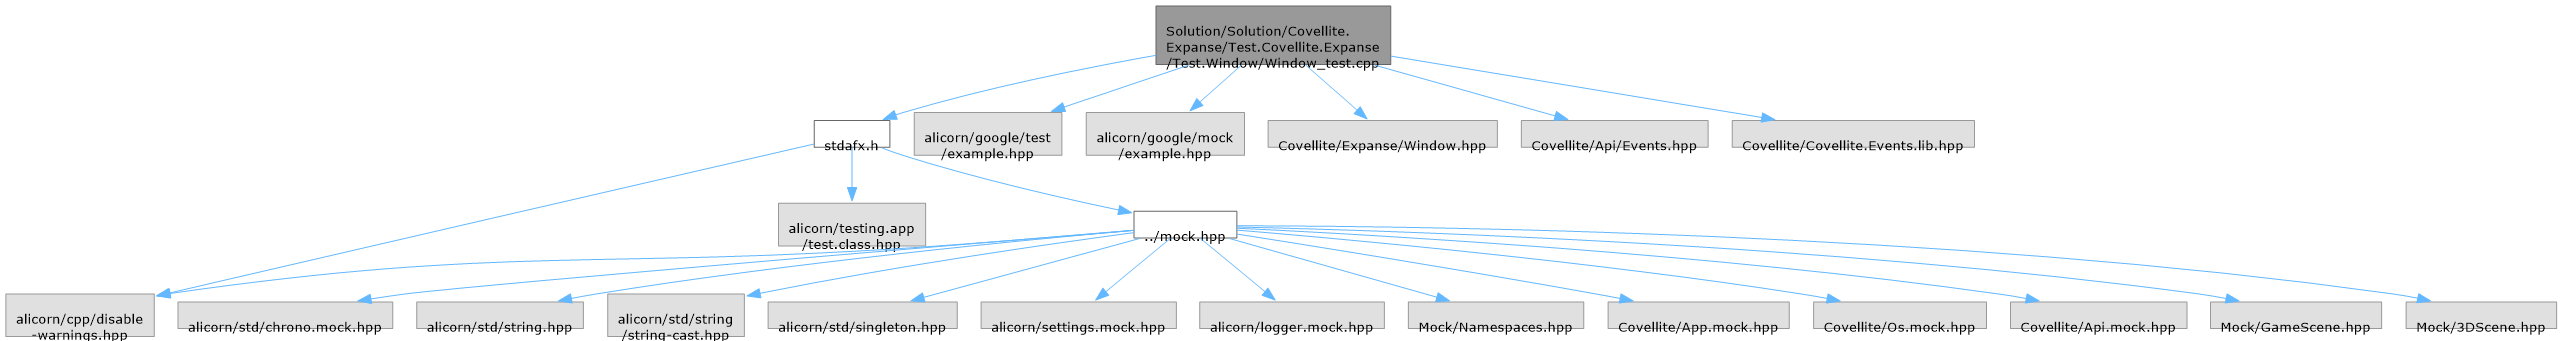 Solution/Solution/Covellite.
Expanse/Test.Covellite.Expanse
/Test.Window/Window_test.cpp
stdafx.h
alicorn/google/test
/example.hpp
alicorn/google/mock
/example.hpp
Covellite/Expanse/Window.hpp
Covellite/Api/Events.hpp
Covellite/Covellite.Events.lib.hpp
alicorn/testing.app
/test.class.hpp
../mock.hpp
alicorn/cpp/disable
-warnings.hpp
alicorn/std/chrono.mock.hpp
alicorn/std/string.hpp
alicorn/std/string
/string-cast.hpp
alicorn/std/singleton.hpp
alicorn/settings.mock.hpp
alicorn/logger.mock.hpp
Mock/Namespaces.hpp
Covellite/App.mock.hpp
Covellite/Os.mock.hpp
Covellite/Api.mock.hpp
Mock/GameScene.hpp
Mock/3DScene.hpp